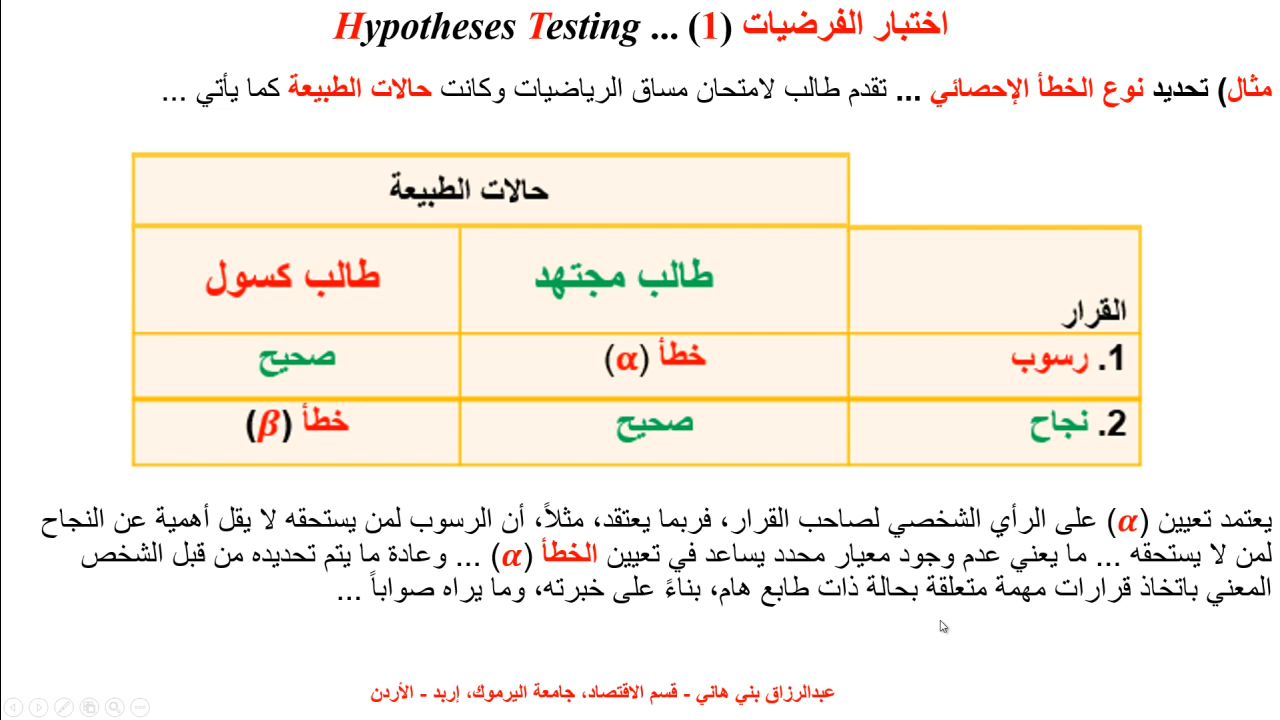 اختبار الفرضيات (1) ... Hypotheses Testing
مثال) تحديد نوع الخطأ الإحصائي ... تقدم طالب لامتحان مساق الرياضيات وكانت حالات الطبيعة كما يأتي ...
حالات الطبيعة
القرار طالب مجتهد طالب كسول
1. رسوب خطأ (α) صحيح
2. نجاح صحيح خطأ (β)
يعتمد تعيين (α) على الرأي الشخصي لصاحب القرار، فربما يعتقد، مثلاً، أن الرسوب لمن يستحقه لا يقل أهمية عن النجاح
لمن لا يستحقه ... ما يعني عدم وجود معيار محدد يساعد في تعيين الخطأ (α) ... وعادة ما يتم تحديده من قبل الشخص
المعني باتخاذ قرارات مهمة متعلقة بحالة ذات طابع هام، بناءً على خبرته، وما يراه صواباً ...
عبدالرزاق بني هاني - قسم الاقتصاد، جامعة اليرموك، إربد - الأردن